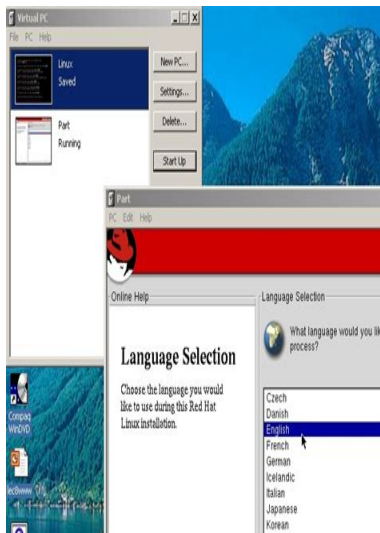 Virtual PC
File PC Help
Linux
Saved
New PC...
Settings...
Part
Running
Delete...
Start Up
Part
PC Edit Help
Online Help
Language Selection
Language Selection
Choose the language you would
like to use during this Red Hat
Linux installation.
What language would you lik
process?
Czech
Danish
English
French
German
Icelandic
Italian
Japanese
Korean
Compaq
WinDVD